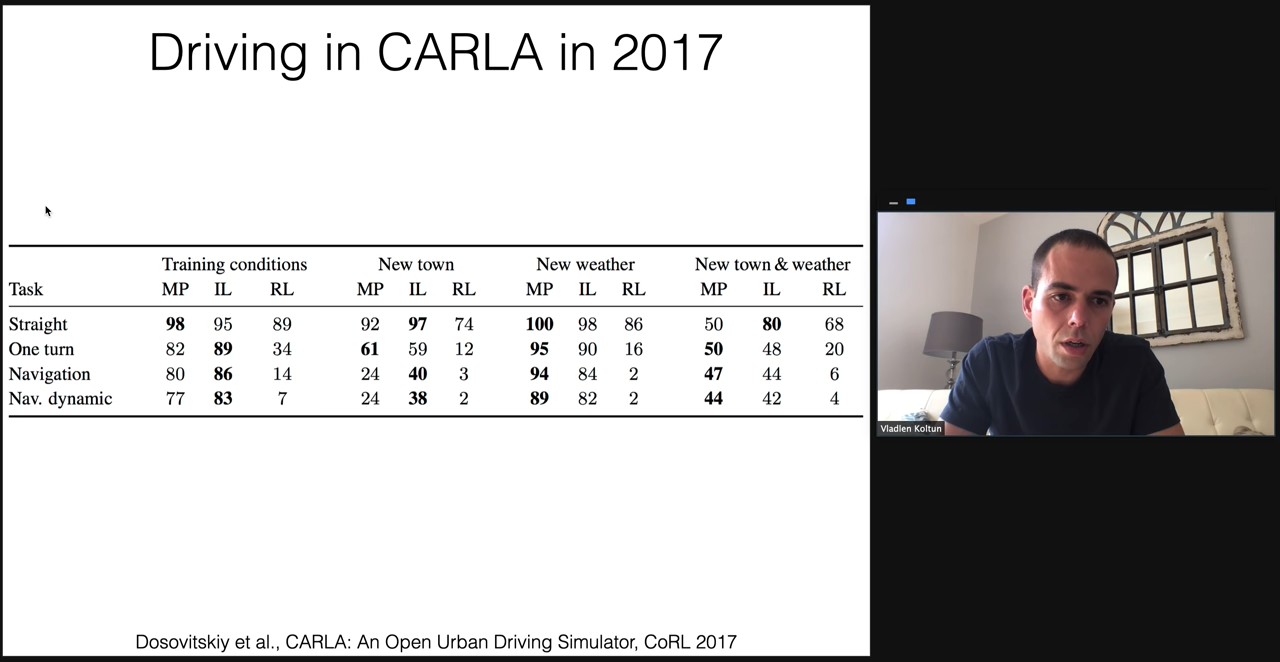 Driving in CARLA in 2017
Training conditions New town New weather New town & weather
Task MP IL RL MP IL RL MP IL RL MP IL RL
Straight 98 95 89 92 97 74 100 98 86 50 80 68
One turn 82 89 34 61 59 12 95 90 16 50 48 20
Navigation 80 86 14 24 40 3 94 84 2 47 44 6
Nav. dynamic 77 83 7 24 38 2 89 82 2 44 42 4
Dosovitskiy et al., CARLA: An Open Urban Driving Simulator, CoRL 2017
Vladlen Koltun